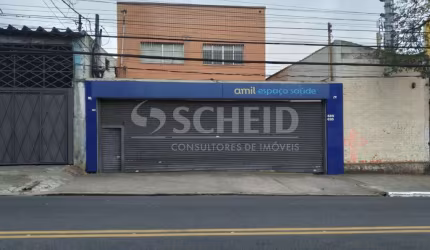 amil espaço saúde
SCHEID
CONSULTORES DE IMÓVEIS